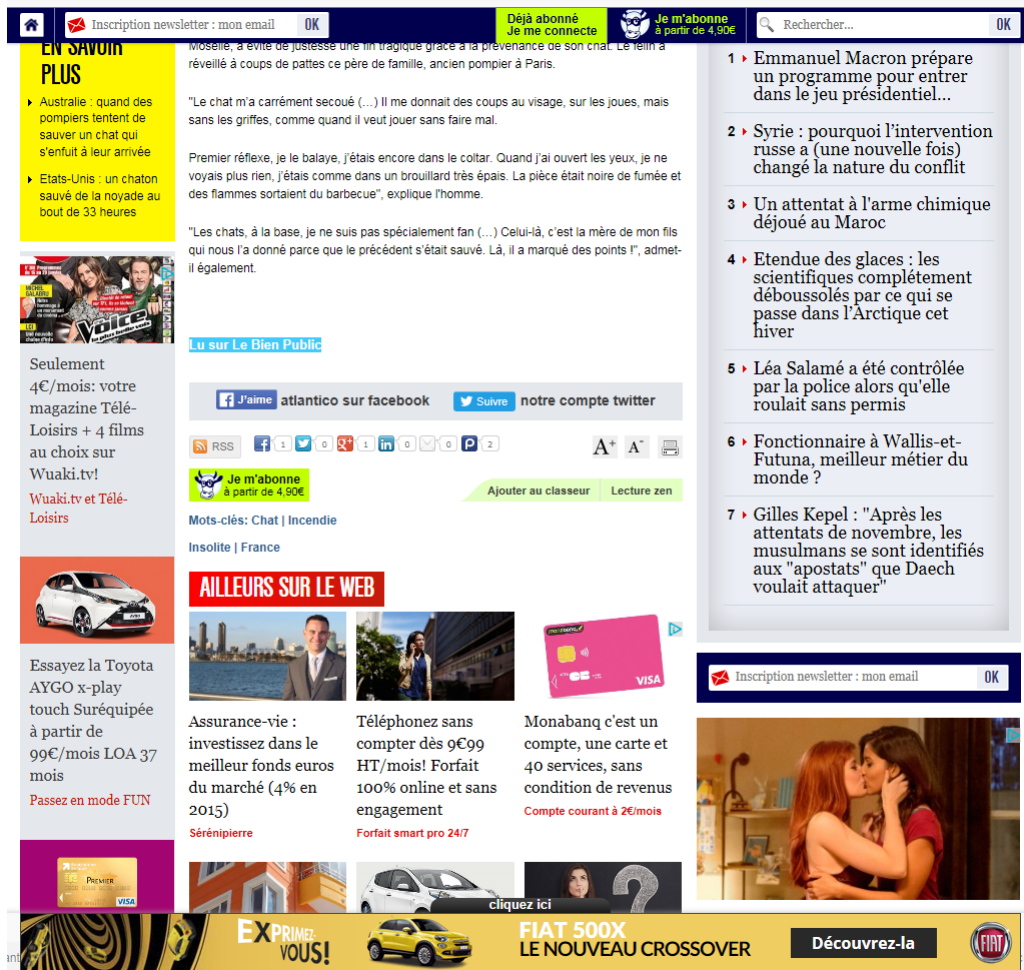 Inscription newsletter : mon email
OK
Déjà abonné
Je me connecte
Je m'abonne
à partir de 4,90€
Rechercher...
OK
EN SAVOIR
PLUS
Australie : quand des
pompiers tentent de
sauver un chat qui
s'enfuit à leur arrivée
Etats-Unis : un chaton
sauvé de la noyade au
bout de 33 heures
MICHEL
GALABRU
The Voice
la plus belle voix
Seulement
4€/mois: votre
magazine Télé-
Loisirs + 4 films
au choix sur
Wuaki.tv!
Wuaki.tv et Télé-
Loisirs
Essayez la Toyota
AYGO x-play
touch Suréquipée
à partir de
99€/mois LOA 37
mois
Passez en mode FUN
PREMIER
VISA
Moselle, a évité de justesse une fin tragique grâce à la prévenance de son chat. Le félin a
réveillé à coups de pattes ce père de famille, ancien pompier à Paris.
"Le chat m'a carrément secoué (…) Il me donnait des coups au visage, sur les joues, mais
sans les griffes, comme quand il veut jouer sans faire mal.
Premier réflexe, je le balaye, j'étais encore dans le coltar. Quand j'ai ouvert les yeux, je ne
voyais plus rien, j'étais comme dans un brouillard très épais. La pièce était noire de fumée et
des flammes sortaient du barbecue", explique l'homme.
"Les chats, à la base, je ne suis pas spécialement fan (…) Celui-là, c'est la mère de mon fils
qui nous l'a donné parce que le précédent s'était sauvé. Là, il a marqué des points !", admet-
il également.
Lu sur Le Bien Public
J'aime
atlantico sur facebook
Suivre
notre compte twitter
RSS
1
0
1
0
0
2
A+
A-
Je m'abonne
à partir de 4,90€
Ajouter au classeur
Lecture zen
Mots-clés: Chat | Incendie
Insolite | France
AILLEURS SUR LE WEB
Assurance-vie :
investissez dans le
meilleur fonds euros
du marché (4% en
2015)
Sérénipierre
Téléphonez sans
compter dès 9€99
HT/mois! Forfait
100% online et sans
engagement
Forfait smart pro 24/7
VISA
Monabanq c'est un
compte, une carte et
40 services, sans
condition de revenus
Compte courant à 2€/mois
1 Emmanuel Macron prépare
un programme pour entrer
dans le jeu présidentiel...
2 Syrie : pourquoi l'intervention
russe a (une nouvelle fois)
changé la nature du conflit
3 Un attentat à l'arme chimique
déjoué au Maroc
4 Etendue des glaces : les
scientifiques complétement
déboussolés par ce qui se
passe dans l'Arctique cet
hiver
5 Léa Salamé a été contrôlée
par la police alors qu'elle
roulait sans permis
6 Fonctionnaire à Wallis-et-
Futuna, meilleur métier du
monde ?
7 Gilles Kepel : "Après les
attentats de novembre, les
musulmans se sont identifiés
aux "apostats" que Daech
voulait attaquer"
Inscription newsletter : mon email
OK
cliquez ici
EXPRIMEZ-
VOUS!
FIAT 500X
LE NOUVEAU CROSSOVER
Découvrez-la
FIAT